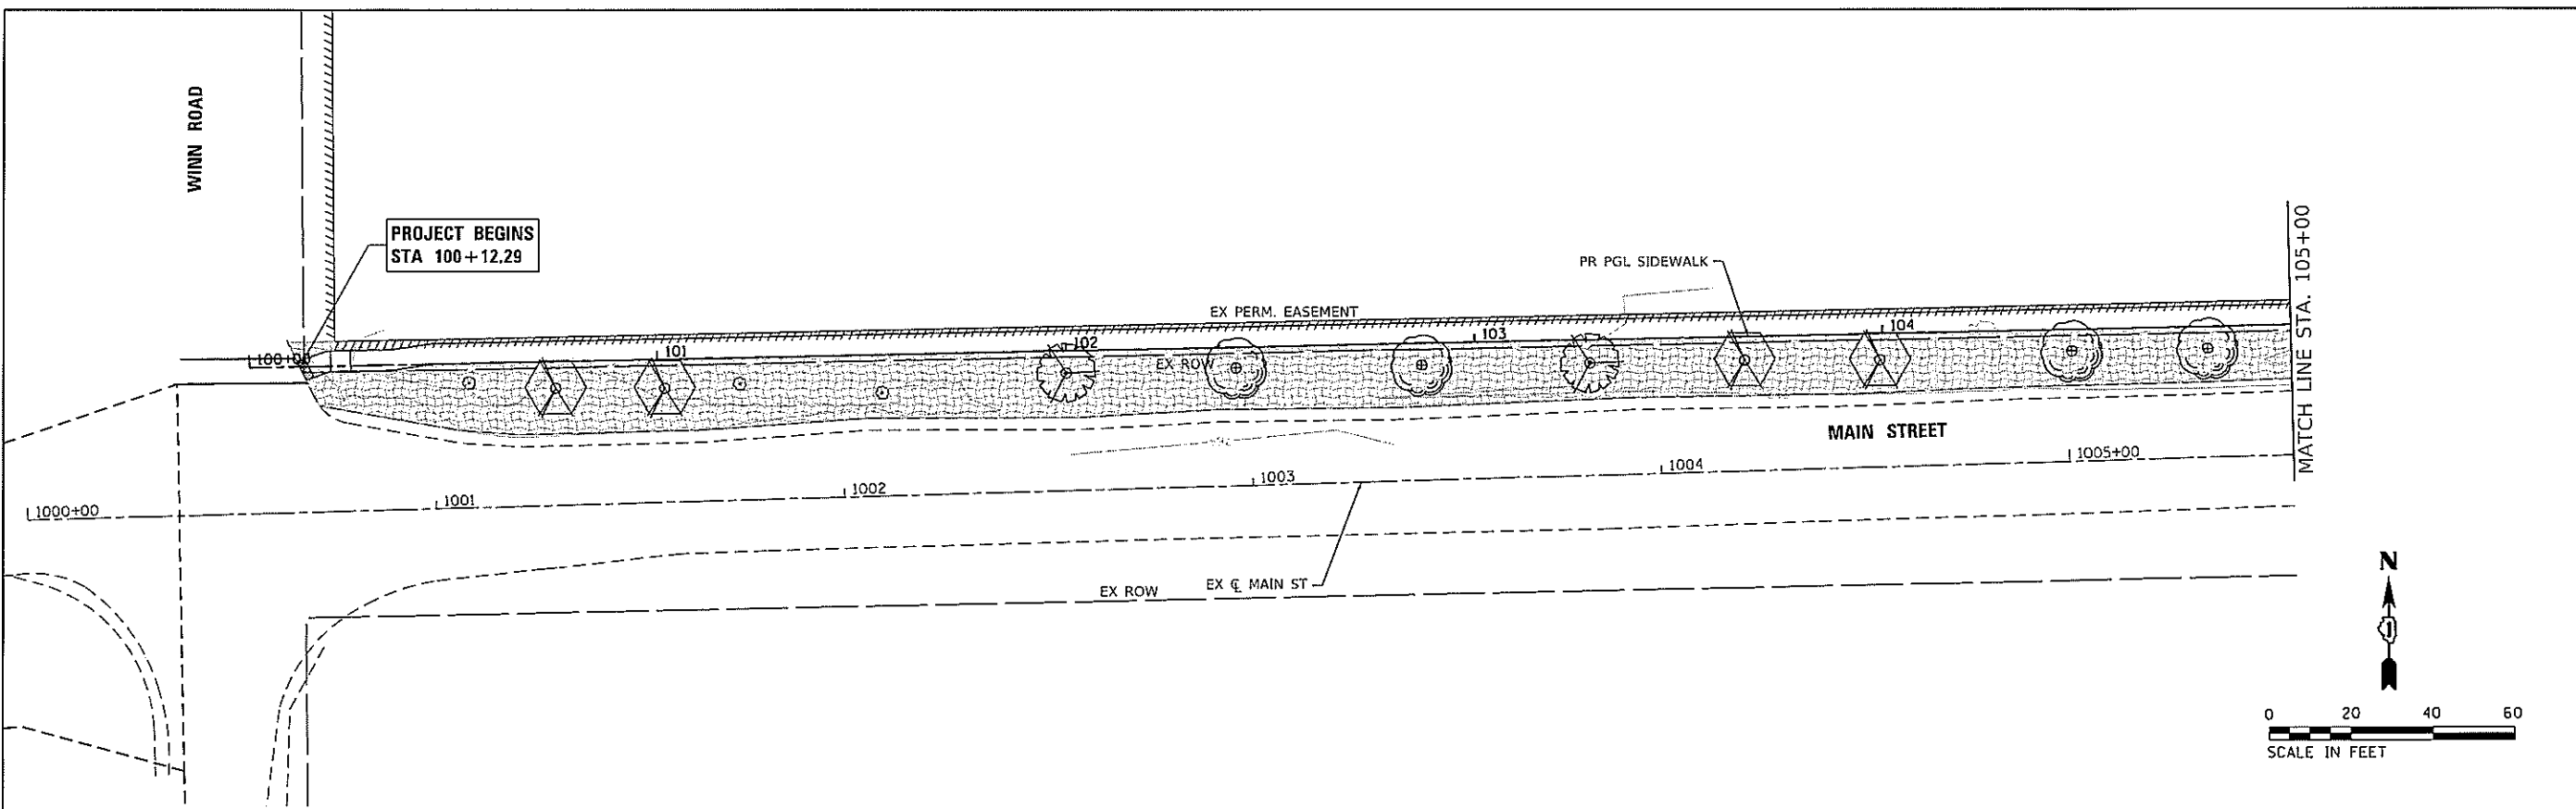 WINN ROAD
PROJECT BEGINS
STA 100+12.29
PR PGL SIDEWALK
EX PERM. EASEMENT
MATCH LINE STA. 105+00
100+00
101
102
103
104
EX ROW
MAIN STREET
1000+00
1001
1002
1003
1004
1005+00
EX ROW
EX ℄ MAIN ST
N
0 20 40 60
SCALE IN FEET